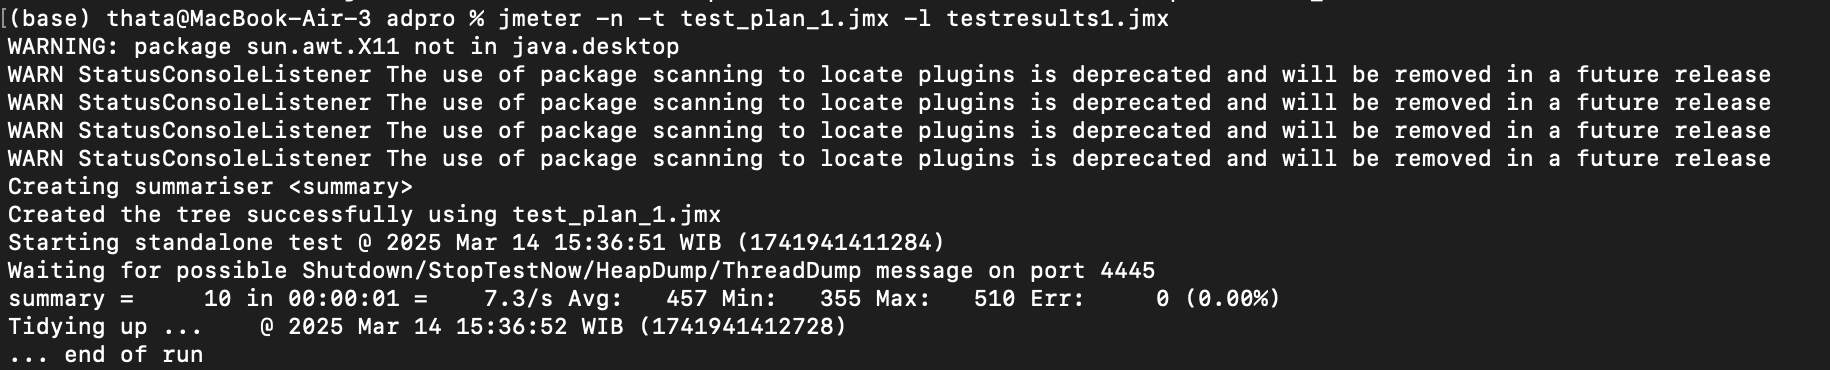 [(base) thata@MacBook-Air-3 adpro % jmeter -n -t test_plan_1.jmx -l testresults1.jmx
WARNING: package sun.awt.X11 not in java.desktop
WARN StatusConsoleListener The use of package scanning to locate plugins is deprecated and will be removed in a future release
WARN StatusConsoleListener The use of package scanning to locate plugins is deprecated and will be removed in a future release
WARN StatusConsoleListener The use of package scanning to locate plugins is deprecated and will be removed in a future release
WARN StatusConsoleListener The use of package scanning to locate plugins is deprecated and will be removed in a future release
Creating summariser <summary>
Created the tree successfully using test_plan_1.jmx
Starting standalone test @ 2025 Mar 14 15:36:51 WIB (1741941411284)
Waiting for possible Shutdown/StopTestNow/HeapDump/ThreadDump message on port 4445
summary =     10 in 00:00:01 =    7.3/s Avg:   457 Min:   355 Max:   510 Err:     0 (0.00%)
Tidying up ...    @ 2025 Mar 14 15:36:52 WIB (1741941412728)
... end of run